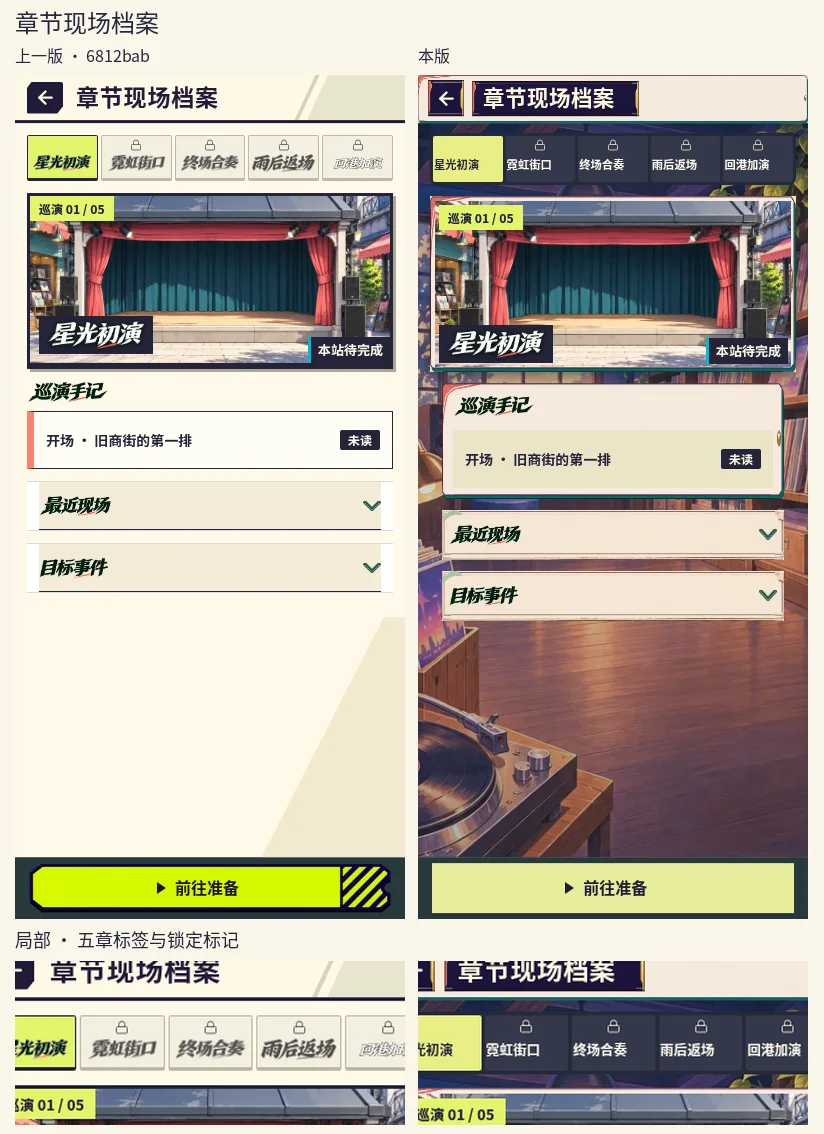 章节现场档案
上一版 · 6812bab
本版
章节现场档案
星光初演 霓虹街口 终场合奏 雨后返场 回港加演
巡演 01 / 05
星光初演
本站待完成
巡演手记
开场 · 旧商街的第一排 未读
最近现场
目标事件
前往准备
章节现场档案
星光初演 霓虹街口 终场合奏 雨后返场 回港加演
巡演 01 / 05
星光初演
本站待完成
巡演手记
开场 · 旧商街的第一排 未读
最近现场
目标事件
前往准备
局部 · 五章标签与锁定标记
章节现场档案
光初演 霓虹街口 终场合奏 雨后返场 回港加
巡演 01 / 05
章节现场档案
初演 霓虹街口 终场合奏 雨后返场 回港加演
巡演 01 / 05